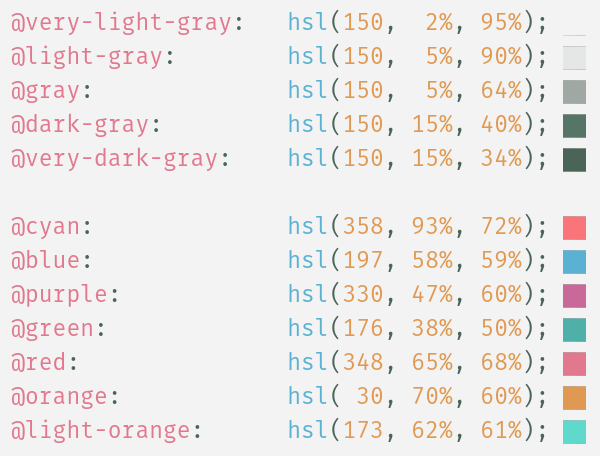 @very-light-gray:   hsl(150,  2%, 95%);
@light-gray:        hsl(150,  5%, 90%);
@gray:              hsl(150,  5%, 64%);
@dark-gray:         hsl(150, 15%, 40%);
@very-dark-gray:    hsl(150, 15%, 34%);

@cyan:              hsl(358, 93%, 72%);
@blue:              hsl(197, 58%, 59%);
@purple:            hsl(330, 47%, 60%);
@green:             hsl(176, 38%, 50%);
@red:               hsl(348, 65%, 68%);
@orange:            hsl( 30, 70%, 60%);
@light-orange:      hsl(173, 62%, 61%);